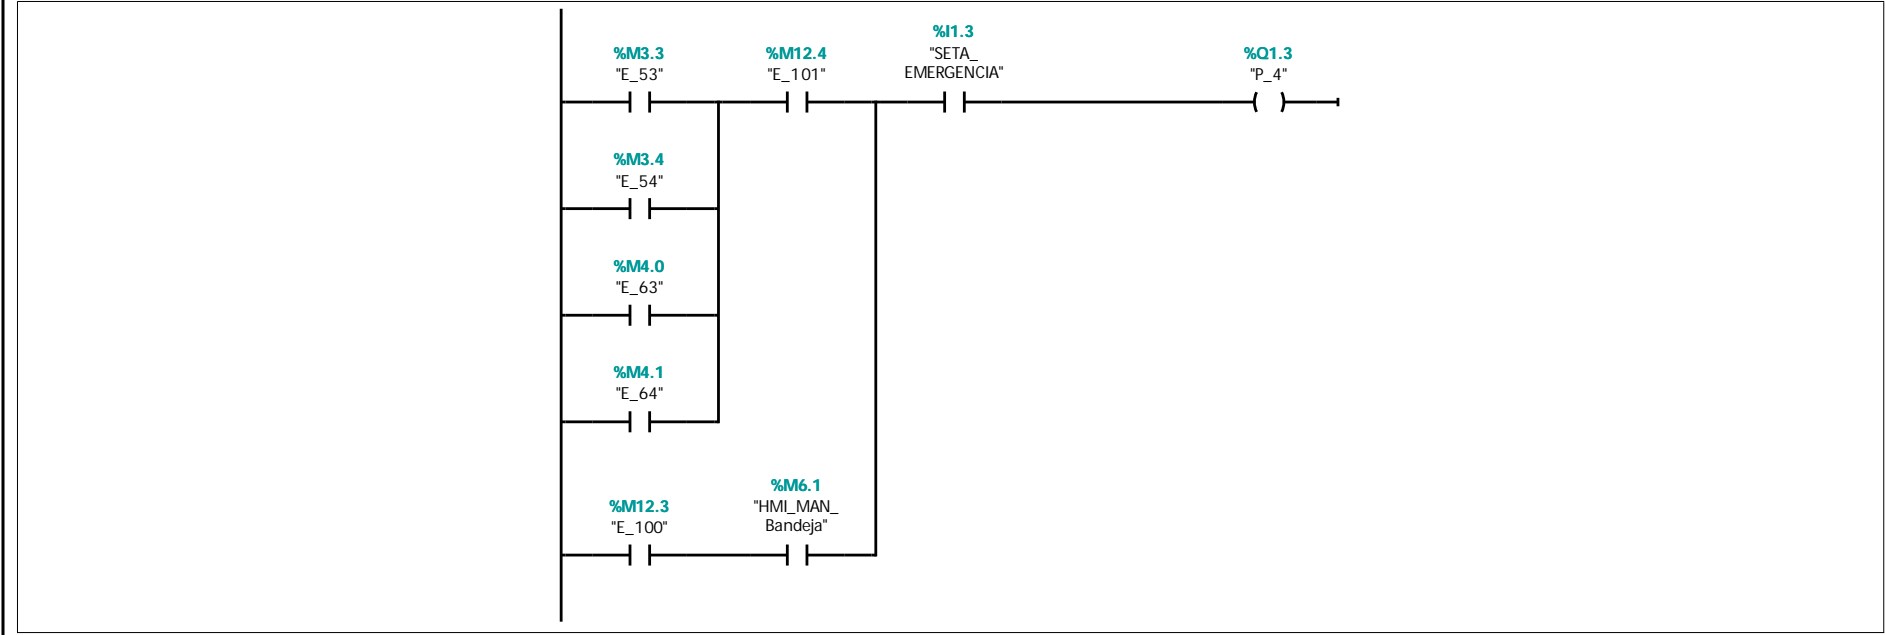 %I1.3
%M3.3 %M12.4 "SETA_ %Q1.3
"E_53" "E_101" EMERGENCIA" "P_4"
%M3.4
"E_54"
%M4.0
"E_63"
%M4.1
"E_64"
%M6.1
%M12.3 "HMI_MAN_
"E_100" Bandeja"